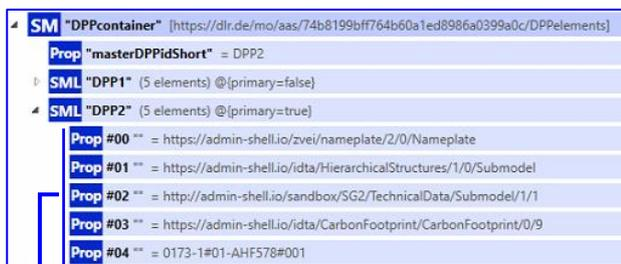 SM "DPPcontainer" [https://dlr.de/mo/aas/74b8199bff764b60a1ed8986a0399a0c/DPPelements]
Prop "masterDPPidShort" = DPP2
SML "DPP1" (5 elements) @{primary=false}
SML "DPP2" (5 elements) @{primary=true}
Prop #00 "" = https://admin-shell.io/zvei/nameplate/2/0/Nameplate
Prop #01 "" = https://admin-shell.io/idta/HierarchicalStructures/1/0/Submodel
Prop #02 "" = http://admin-shell.io/sandbox/SG2/TechnicalData/Submodel/1/1
Prop #03 "" = https://admin-shell.io/idta/CarbonFootprint/CarbonFootprint/0/9
Prop #04 "" = 0173-1#01-AHF578#001